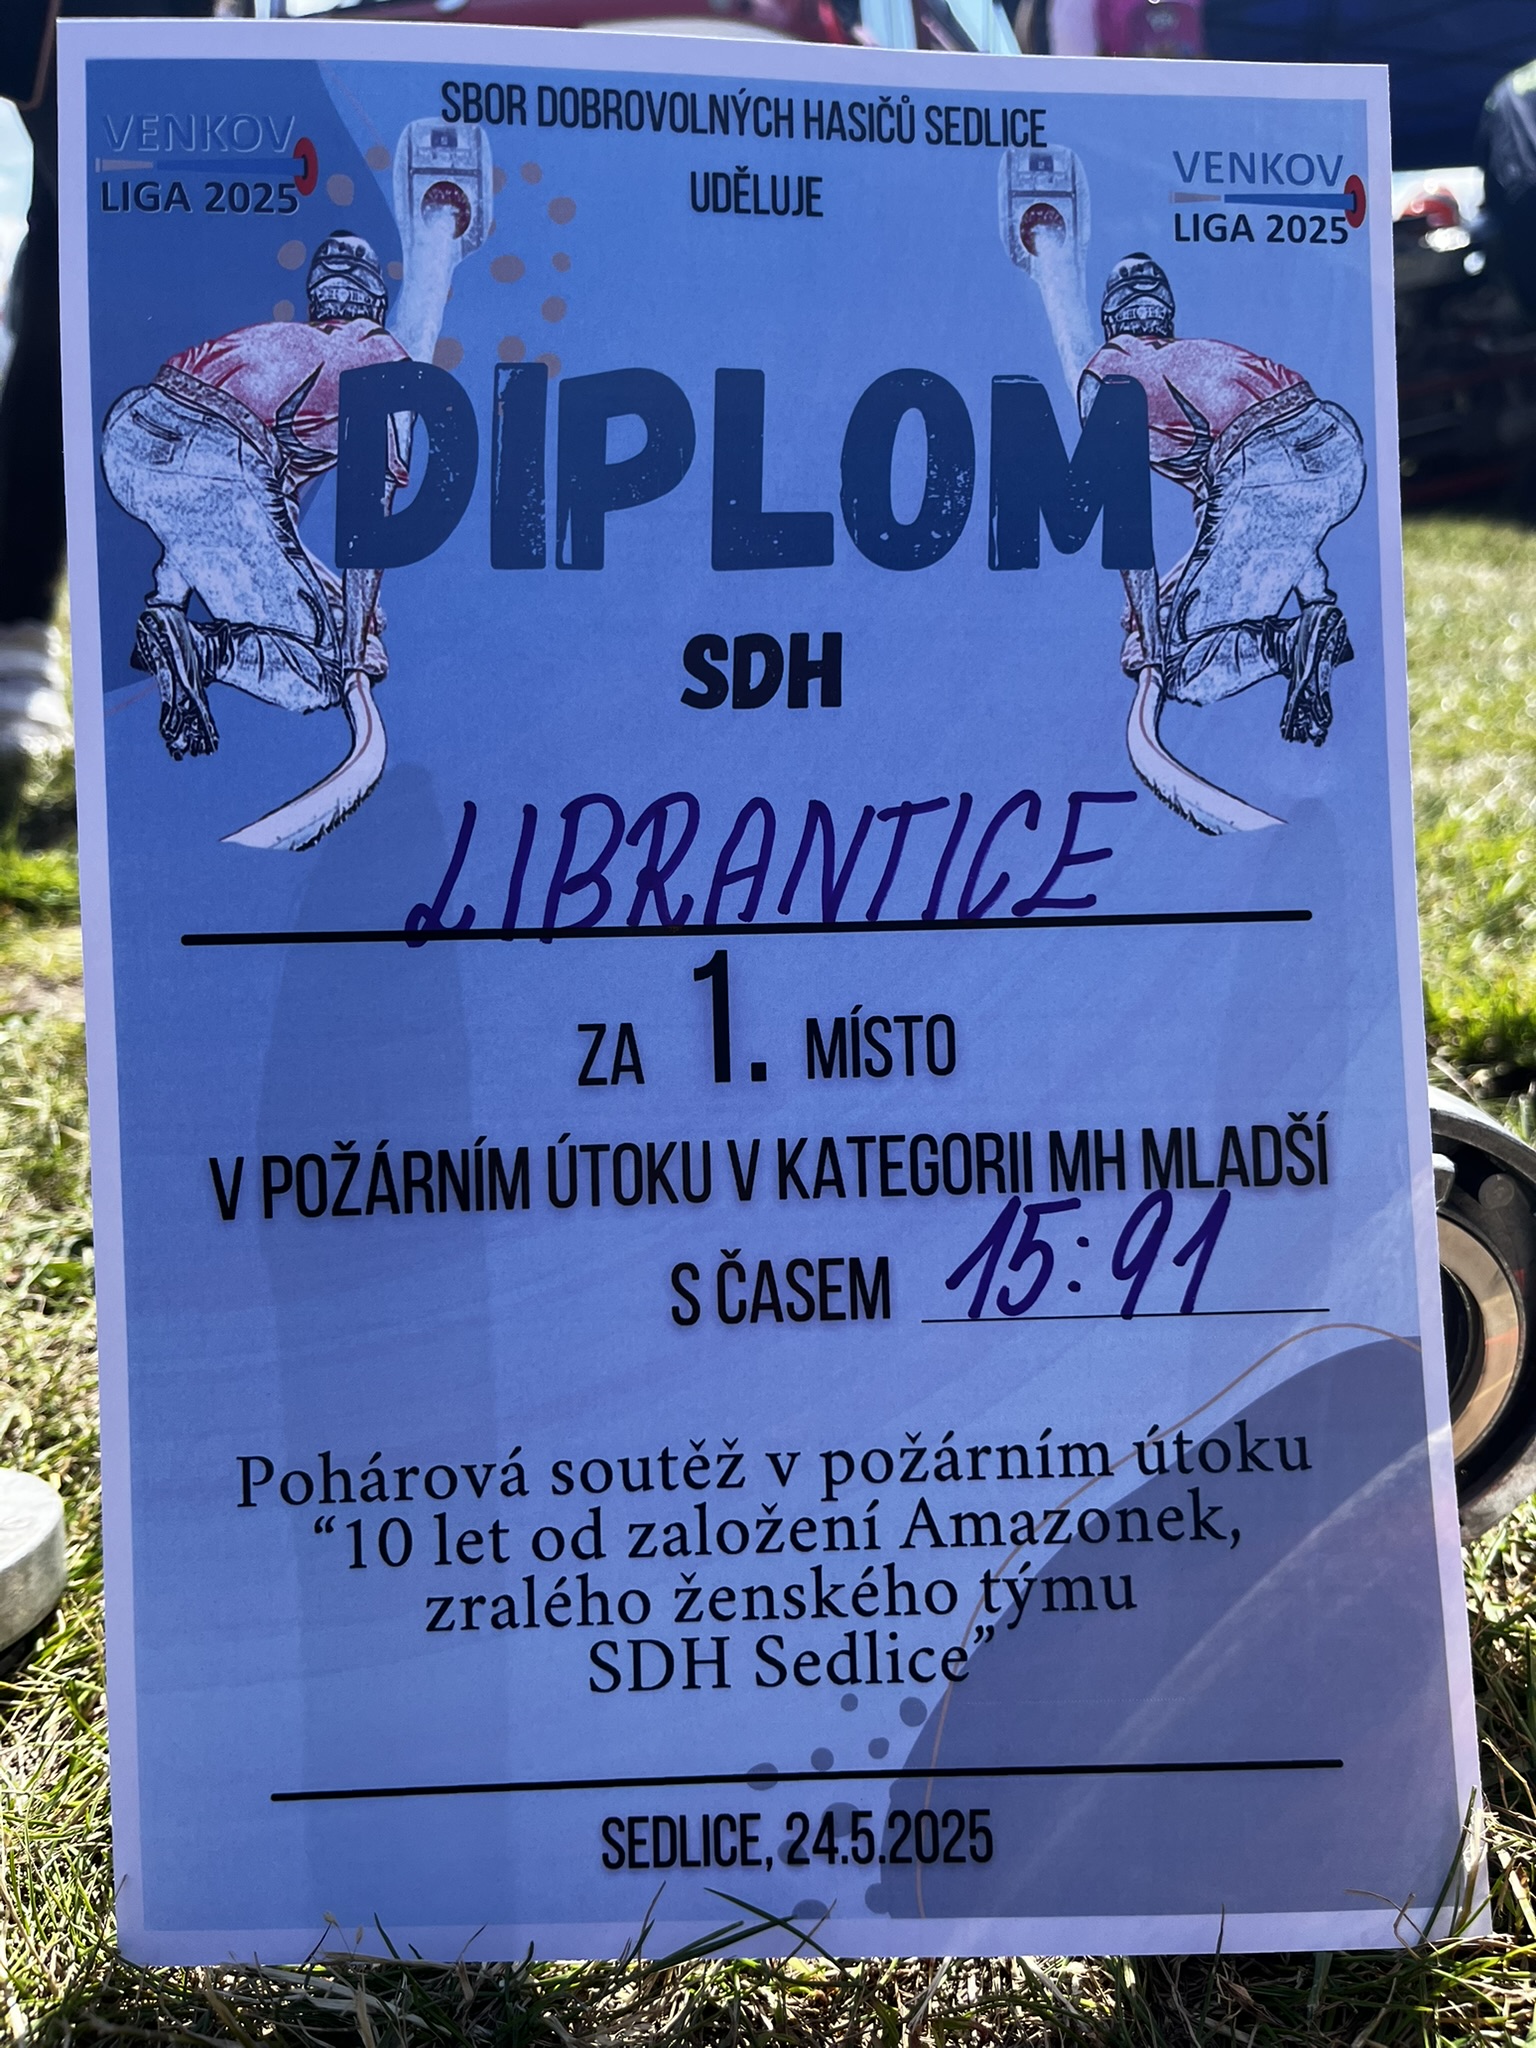 SBOR DOBROVOLNÝCH HASIČŮ SEDLICE
UDĚLUJE
VENKOV
LIGA 2025
VENKOV
LIGA 2025
DIPLOM
SDH
LIBRANTICE
ZA 1. MÍSTO
V POŽÁRNÍM ÚTOKU V KATEGORII MH MLADŠÍ
S ČASEM 15:91
Pohárová soutěž v požárním útoku
“10 let od založení Amazonek,
zralého ženského týmu
SDH Sedlice”
SEDLICE, 24.5.2025